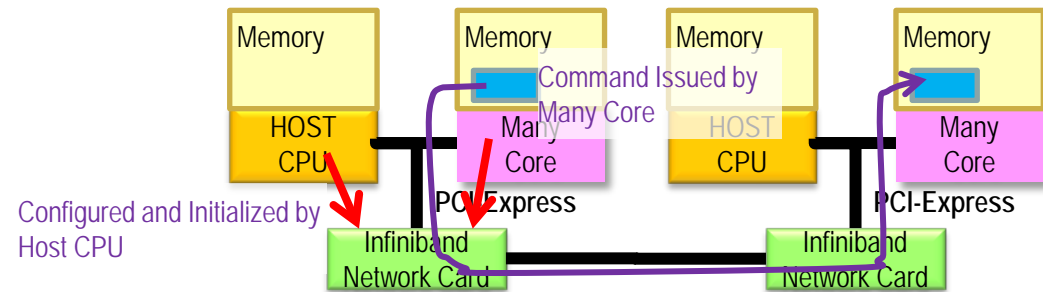 Memory
Memory
Memory
Memory
Command Issued by
Many Core
HOST
CPU
Many
Core
HOST
CPU
Many
Core
PCI-Express
PCI-Express
Configured and Initialized by
Host CPU
Infiniband
Network Card
Infiniband
Network Card